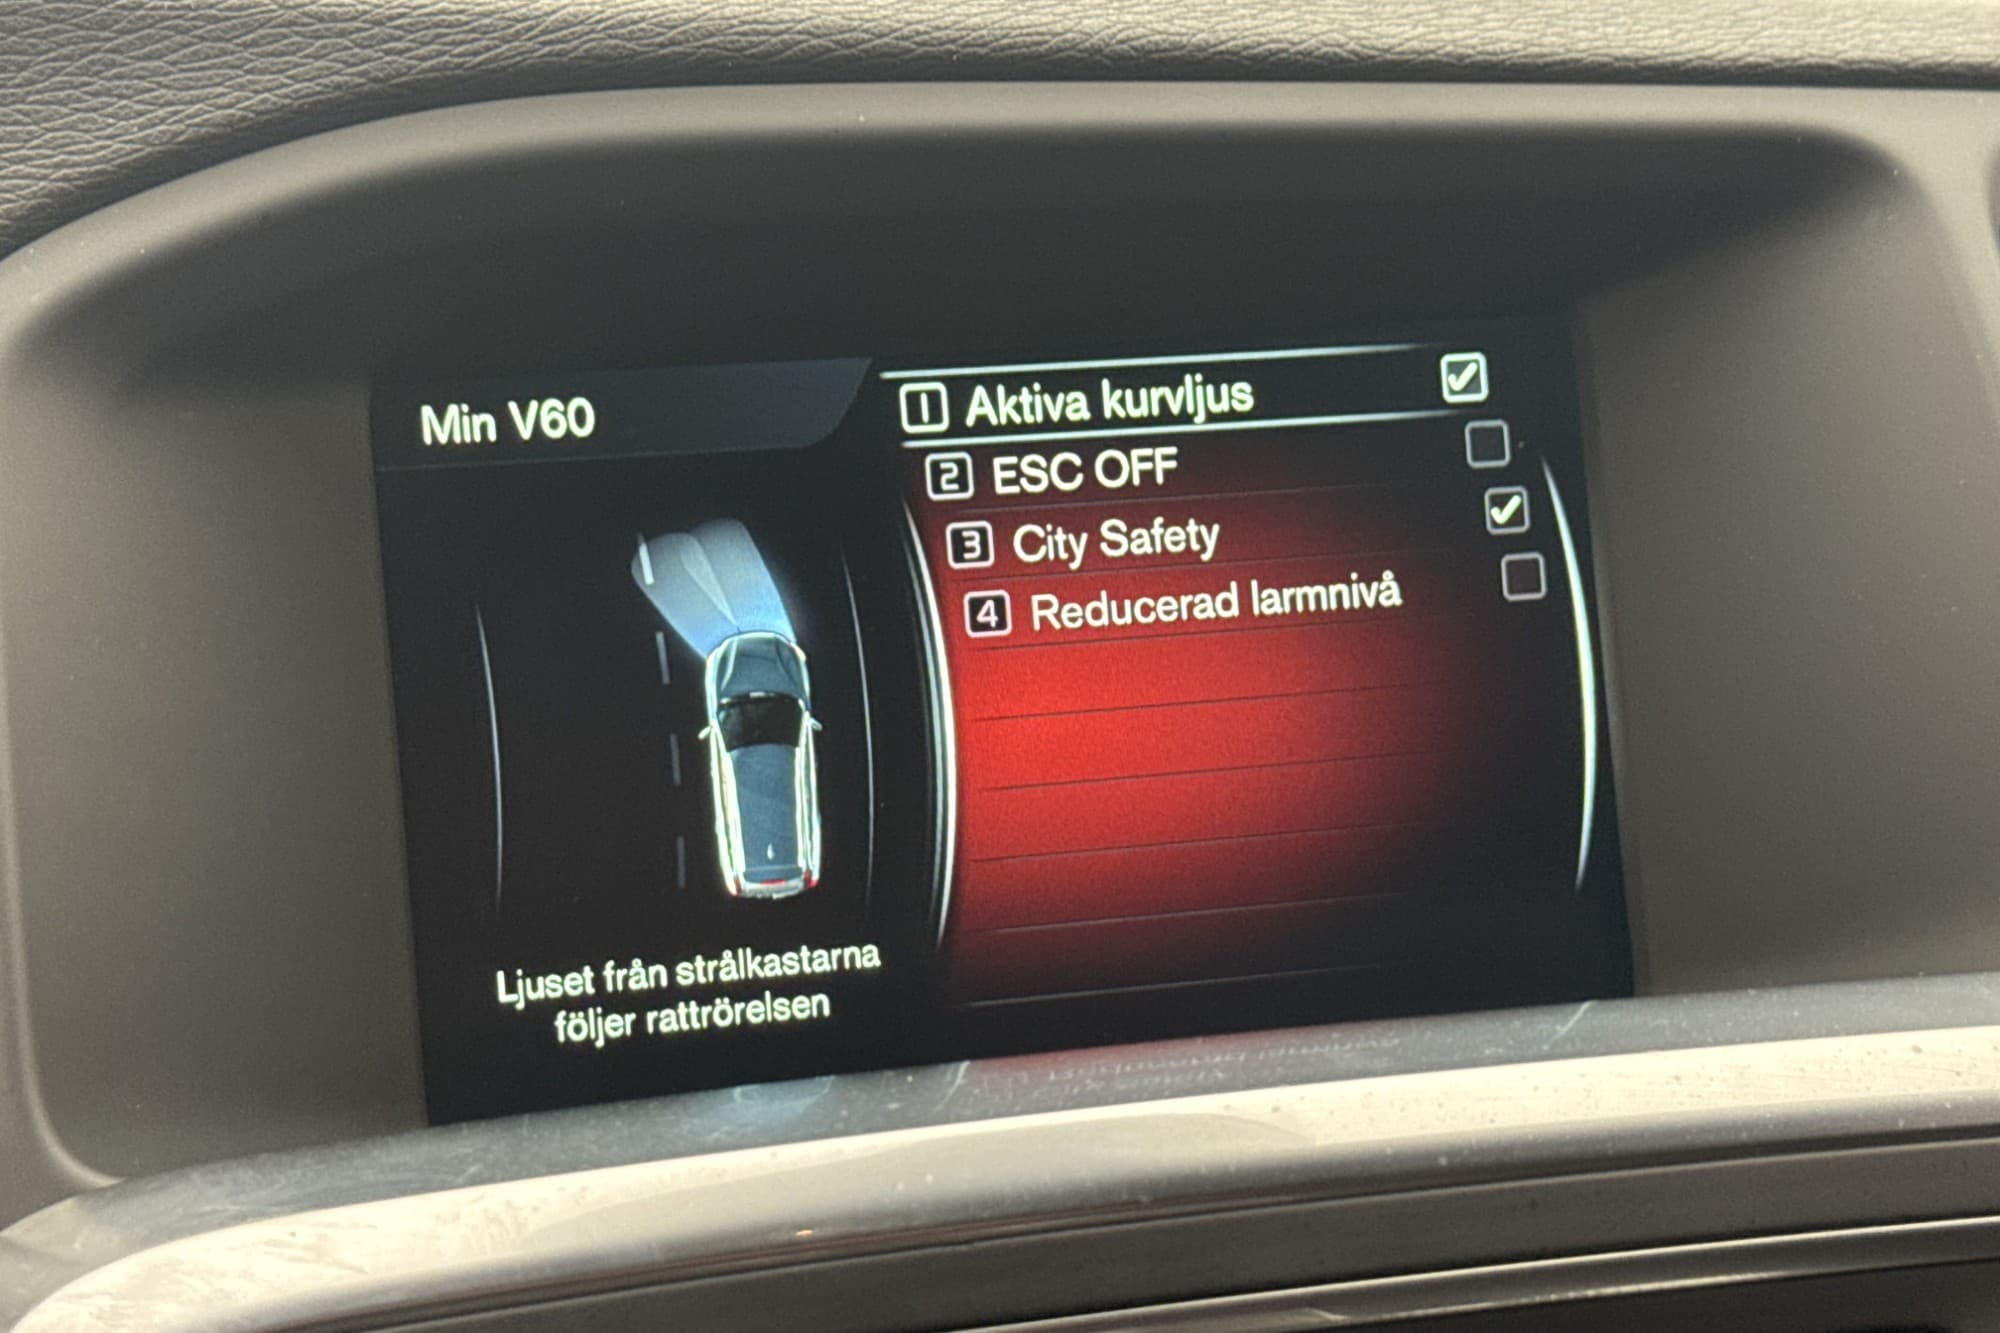 Min V60
1 Aktiva kurvljus
2 ESC OFF
3 City Safety
4 Reducerad larmnivå
Ljuset från strålkastarna
följer rattrörelsen